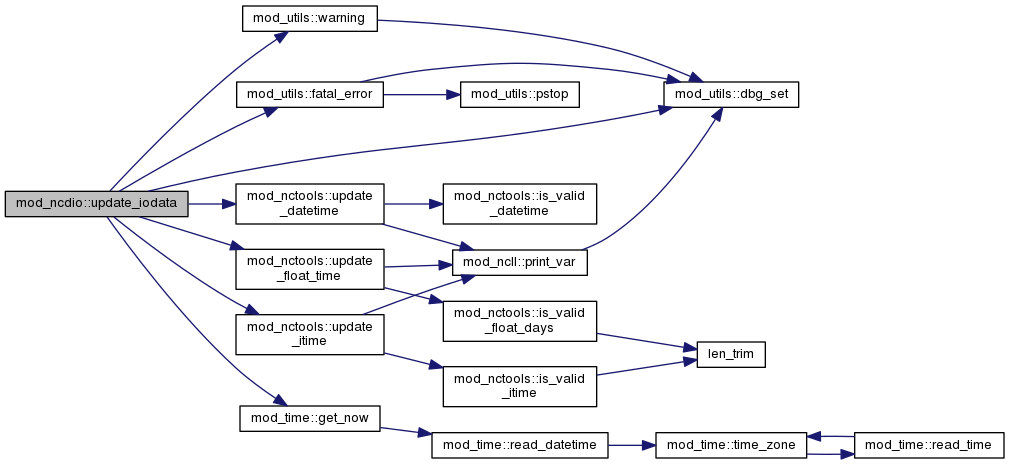 mod_utils::warning
mod_utils::fatal_error
mod_utils::pstop
mod_utils::dbg_set
mod_ncdio::update_iodata
mod_nctools::update
_datetime
mod_nctools::is_valid
_datetime
mod_nctools::update
_float_time
mod_ncll::print_var
mod_nctools::update
_itime
mod_nctools::is_valid
_float_days
len_trim
mod_nctools::is_valid
_itime
mod_time::get_now
mod_time::read_datetime
mod_time::time_zone
mod_time::read_time